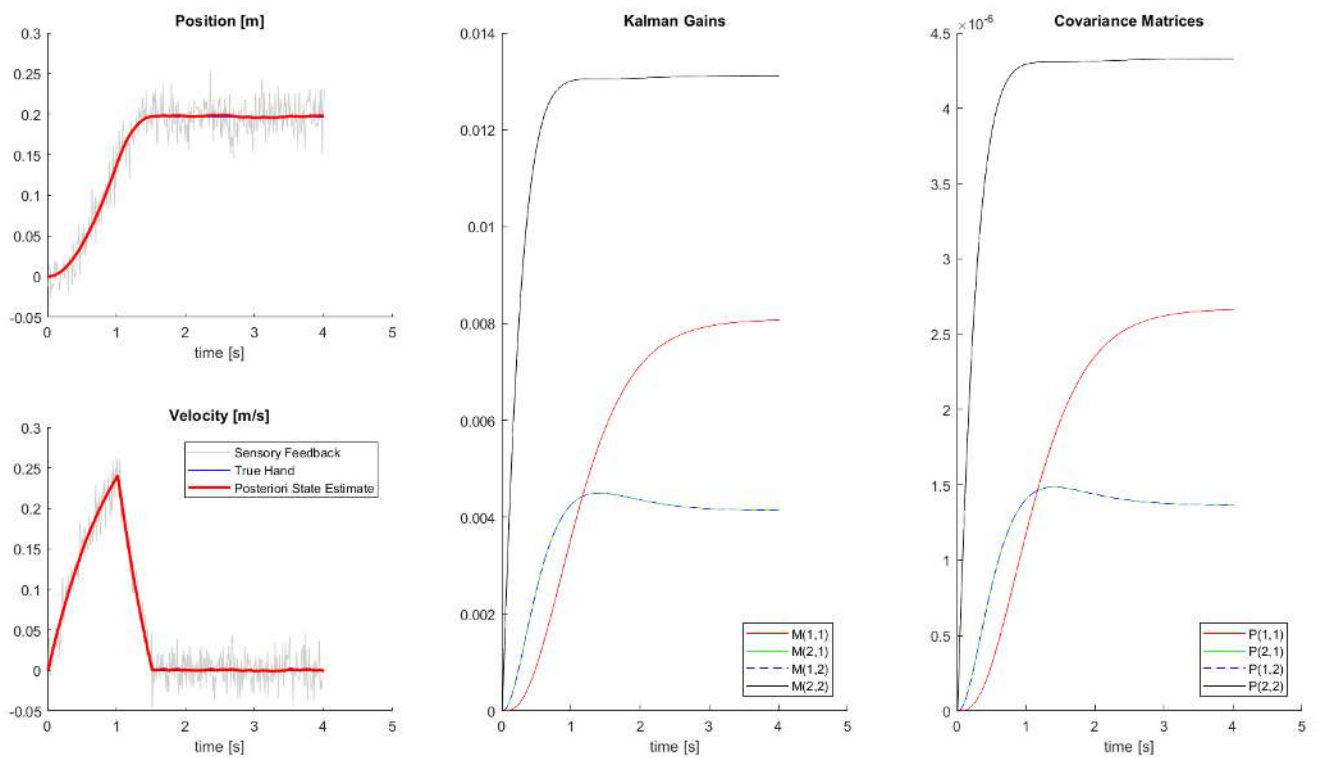 Position [m]
0.3
0.25
0.2
0.15
0.1
0.05
0
-0.05
0 1 2 3 4 5
time [s]
Velocity [m/s]
0.3
0.25
0.2
0.15
0.1
0.05
0
-0.05
0 1 2 3 4 5
time [s]
Sensory Feedback
True Hand
Posteriori State Estimate
Kalman Gains
0.014
0.012
0.01
0.008
0.006
0.004
0.002
0
0 1 2 3 4 5
time [s]
M(1,1)
M(2,1)
M(1,2)
M(2,2)
Covariance Matrices
×10-6
4.5
4
3.5
3
2.5
2
1.5
1
0.5
0
0 1 2 3 4 5
time [s]
P(1,1)
P(2,1)
P(1,2)
P(2,2)